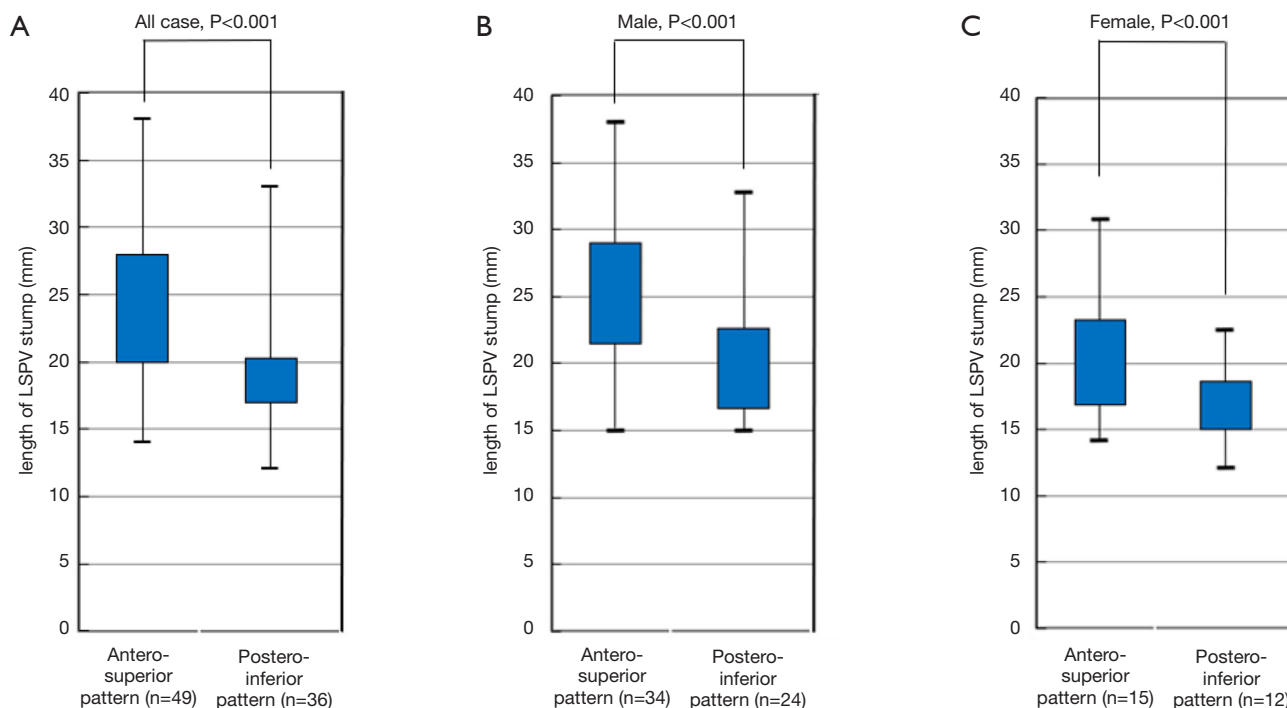 A
All case, P<0.001
40
35
30
25
20
15
10
5
0
length of LSPV stump (mm)
Antero-
superior
pattern (n=49)
Postero-
inferior
pattern (n=36)
B
Male, P<0.001
40
35
30
25
20
15
10
5
0
length of LSPV stump (mm)
Antero-
superior
pattern (n=34)
Postero-
inferior
pattern (n=24)
C
Female, P<0.001
40
35
30
25
20
15
10
5
0
length of LSPV stump (mm)
Antero-
superior
pattern (n=15)
Postero-
inferior
pattern (n=12)